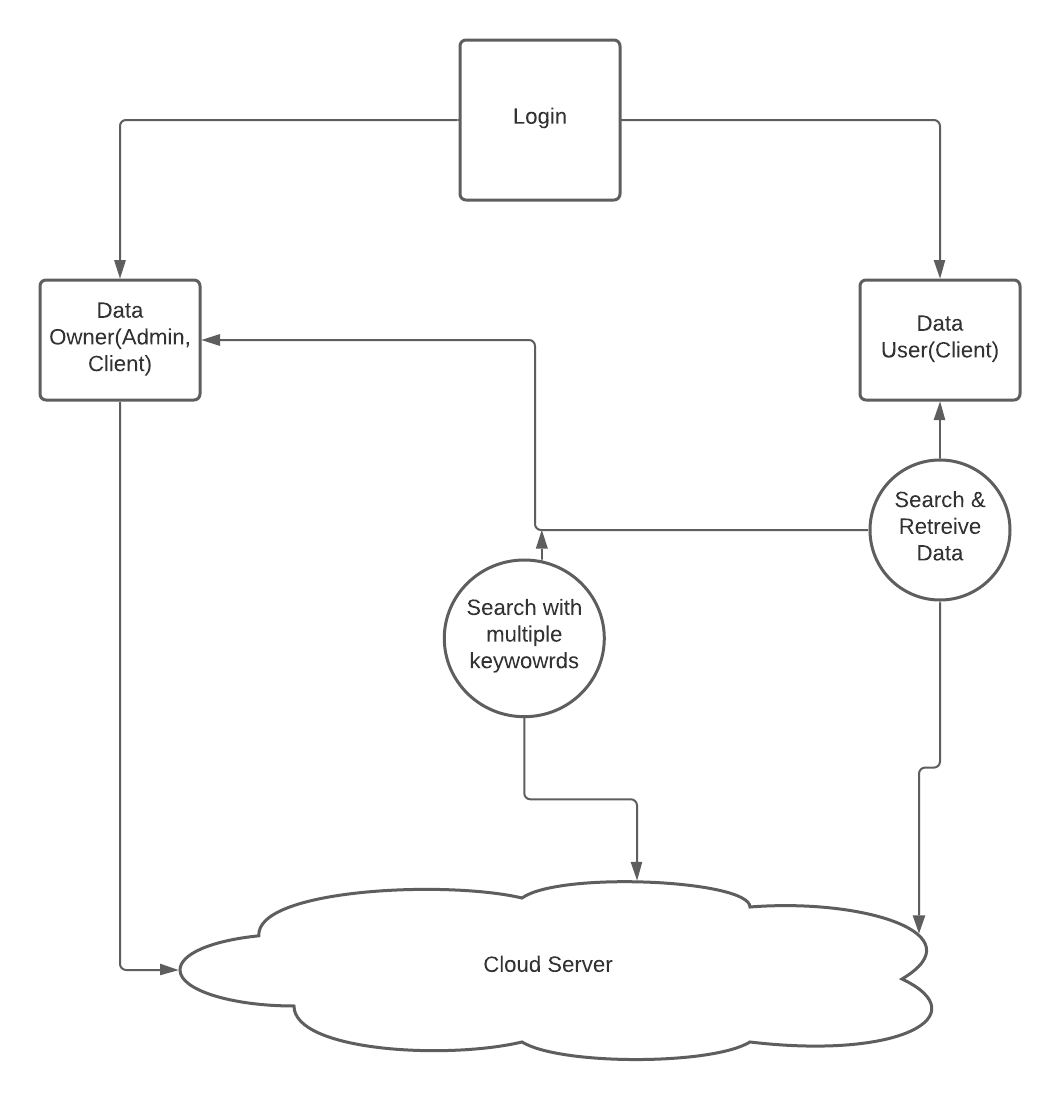 Login
Data
Owner(Admin,
Client)
Data
User(Client)
Search &
Retreive
Data
Search with
multiple
keywowrds
Cloud Server